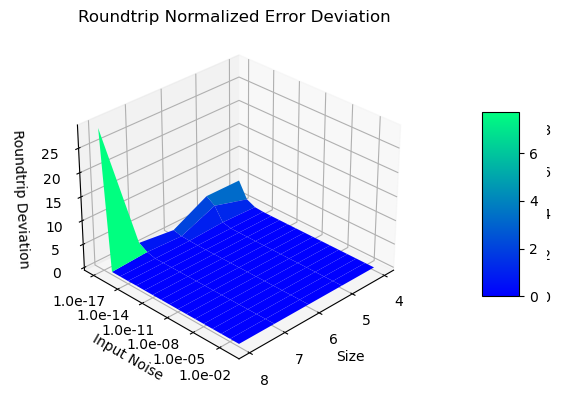 Roundtrip Normalized Error Deviation
Roundtrip Deviation
25
20
15
10
5
0
1.0e-17
1.0e-14
1.0e-11
1.0e-08
1.0e-05
1.0e-02
Input Noise
4
5
6
7
8
Size
6
4
2
0